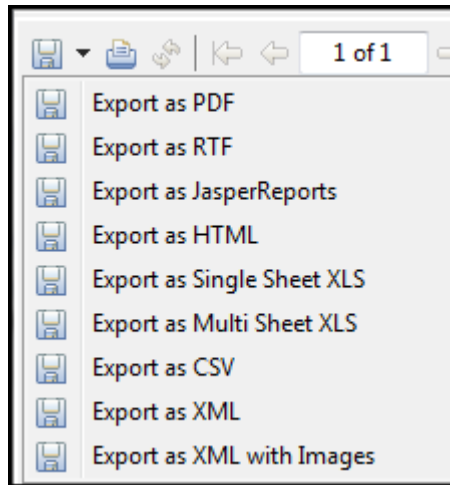 1 of 1
Export as PDF
Export as RTF
Export as JasperReports
Export as HTML
Export as Single Sheet XLS
Export as Multi Sheet XLS
Export as CSV
Export as XML
Export as XML with Images